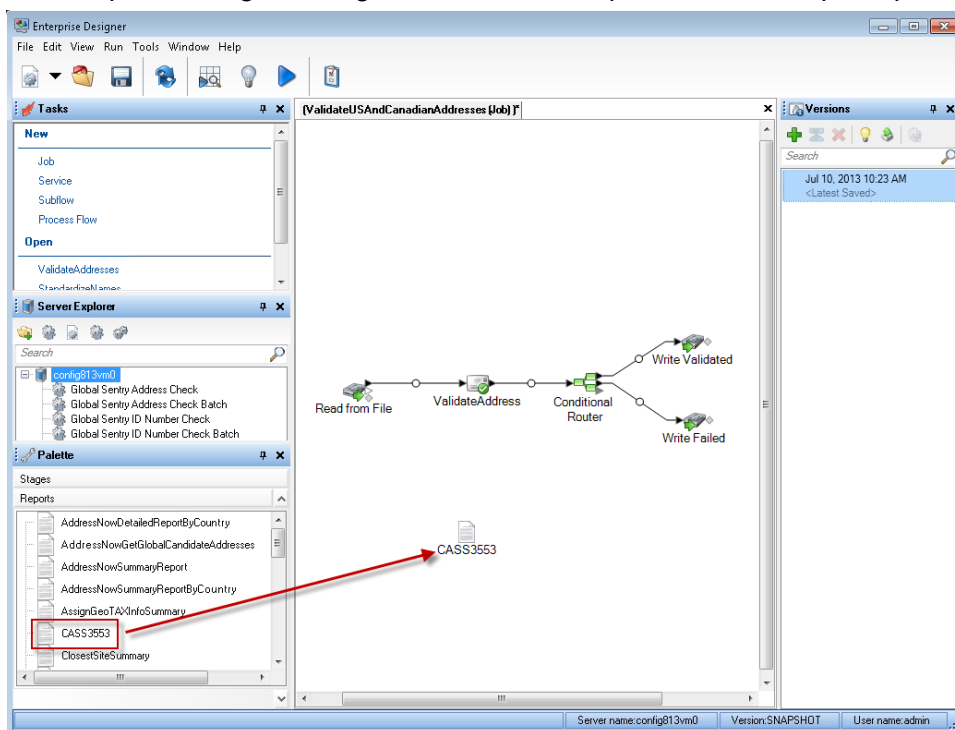 Enterprise Designer
File Edit View Run Tools Window Help
Tasks
New
Job
Service
Subflow
Process Flow
Open
ValidateAddresses
StandardizeNames
Server Explorer
Search
config813vm0
Global Sentry Address Check
Global Sentry Address Check Batch
Global Sentry ID Number Check
Global Sentry ID Number Check Batch
Palette
Stages
Reports
AddressNowDetailedReportByCountry
AddressNowGetGlobalCandidateAddresses
AddressNowSummaryReport
AddressNowSummaryReportByCountry
AssignGeoTAXInfoSummary
CASS3553
ClosestSiteSummary
(ValidateUSAndCanadianAddresses (Job) )*
Read from File
ValidateAddress
Conditional
Router
Write Validated
Write Failed
CASS3553
Versions
Search
Jul 10, 2013 10:23 AM
<Latest Saved>
Server name:config813vm0 Version:SNAPSHOT User name:admin